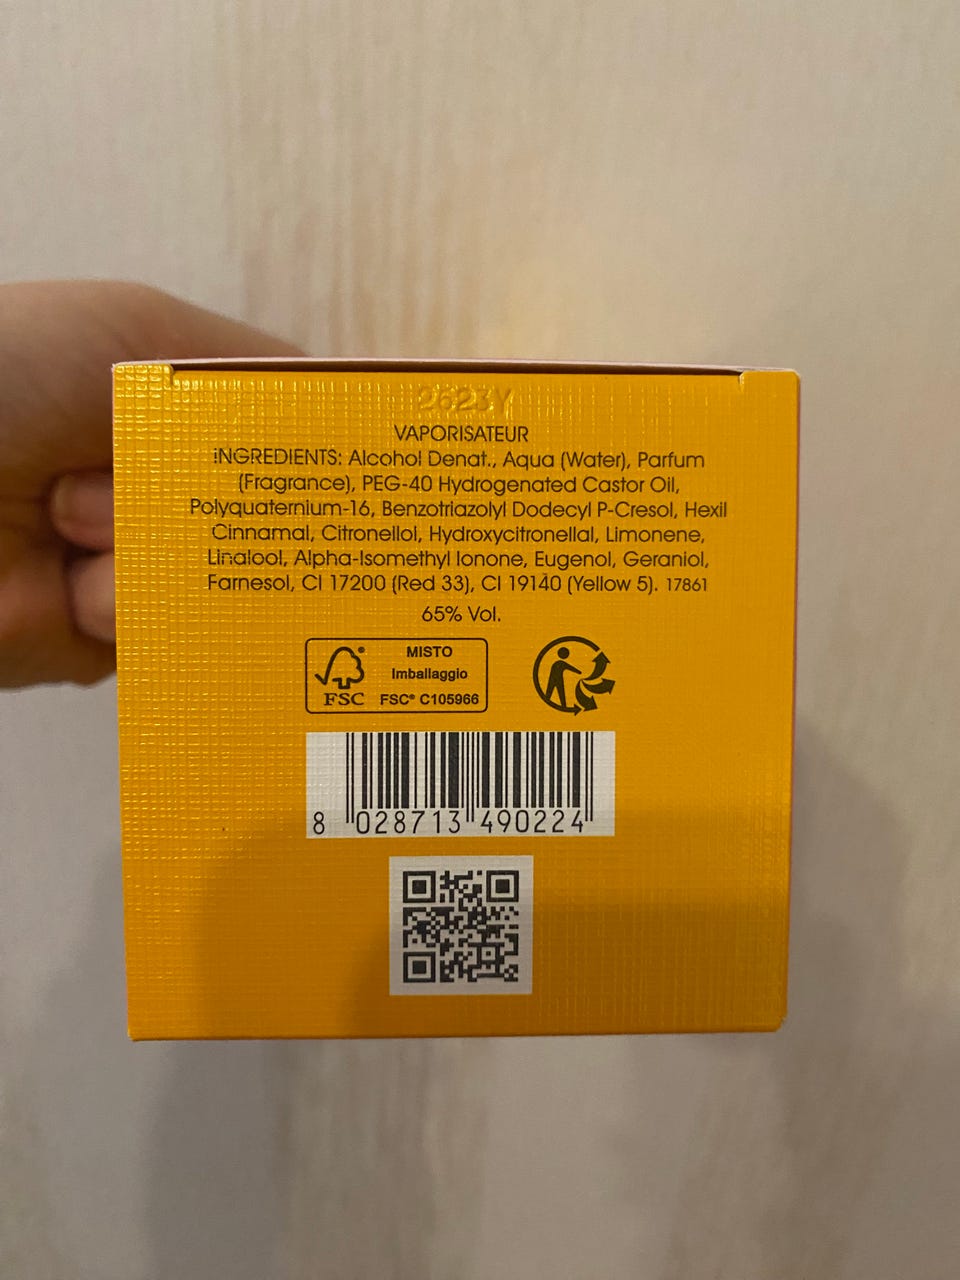 2623Y
VAPORISATEUR
INGREDIENTS: Alcohol Denat., Aqua (Water), Parfum
(Fragrance), PEG-40 Hydrogenated Castor Oil,
Polyquaternium-16, Benzotriazolyl Dodecyl P-Cresol, Hexil
Cinnamal, Citronellol, Hydroxycitronellal, Limonene,
Linalool, Alpha-Isomethyl Ionone, Eugenol, Geraniol,
Farnesol, CI 17200 (Red 33), CI 19140 (Yellow 5). 17861
65% Vol.
MISTO
Imballaggio
FSC® FSC® C105966
8 028713 490224